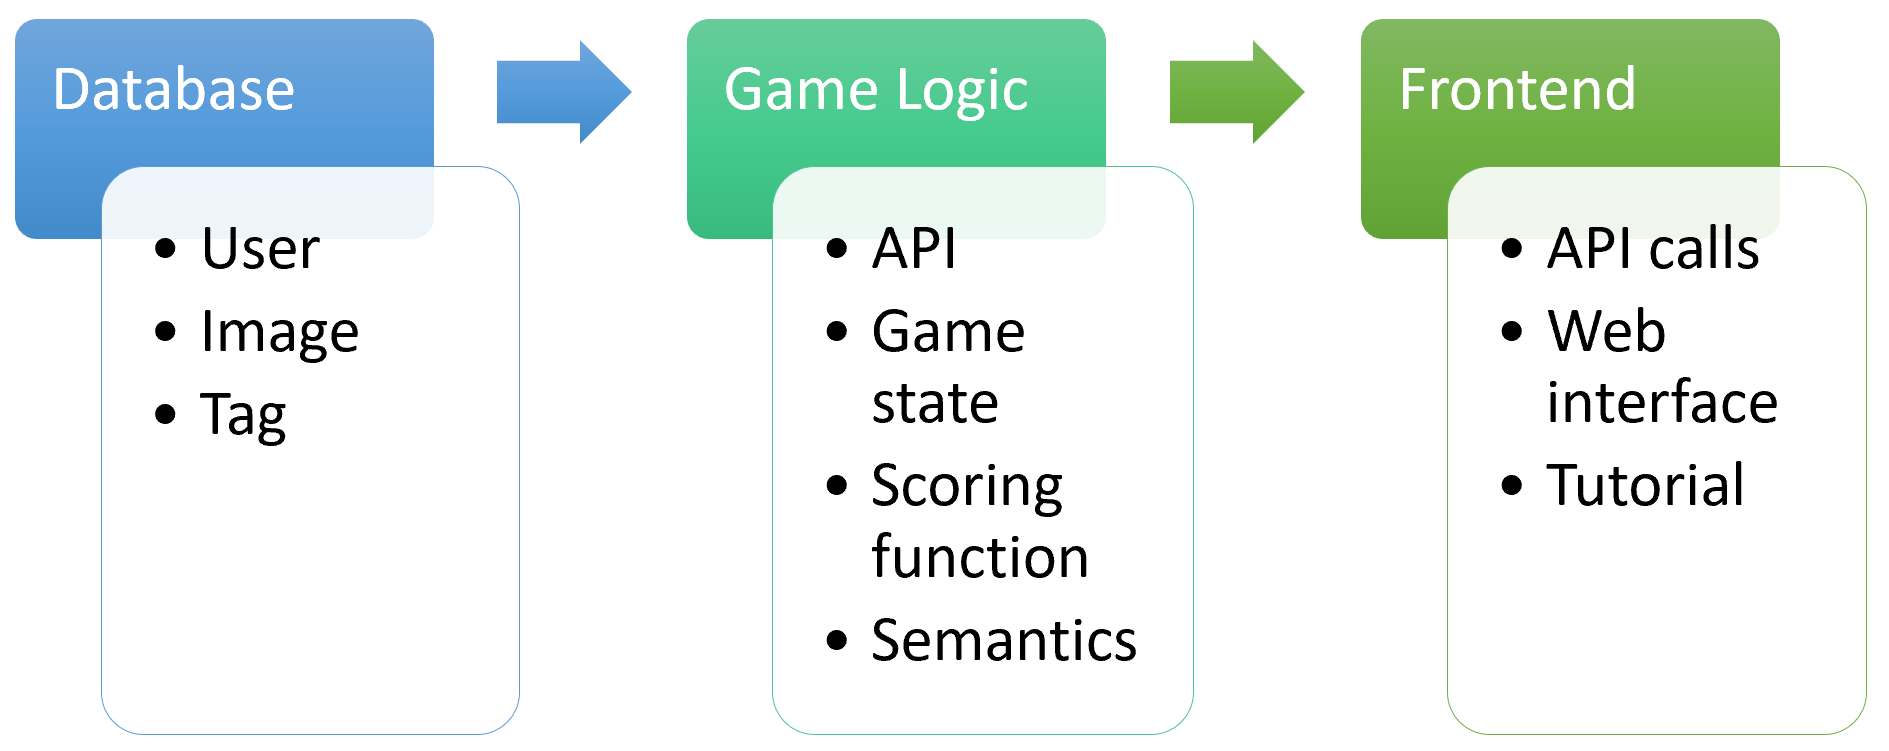 Database
• User
• Image
• Tag
Game Logic
• API
• Game
state
• Scoring
function
• Semantics
Frontend
• API calls
• Web
interface
• Tutorial